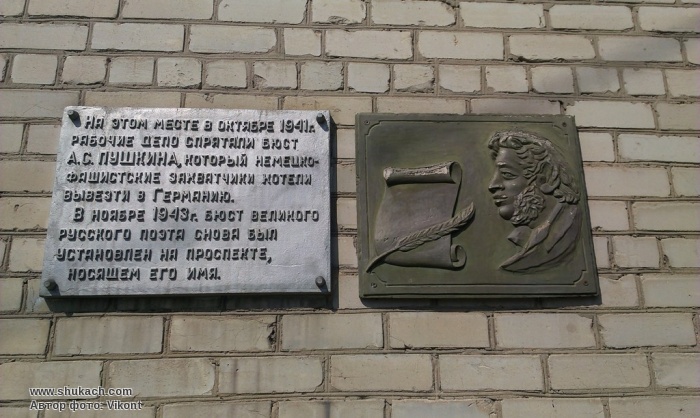 На этом месте в октябре 1941г.
рабочие депо спрятали бюст
А.С. Пушкина, который немецко-
фашистские захватчики хотели
вывезти в Германию.
В ноябре 1943г. бюст великого
русского поэта снова был
установлен на проспекте,
носящем его имя.
www.shukach.com
Автор фото: Vikont